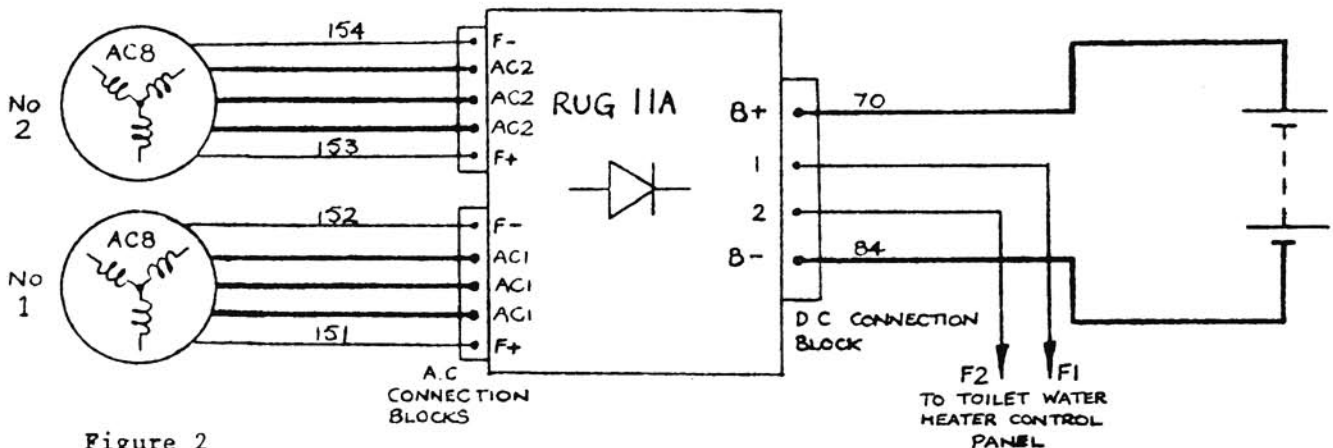 No
2
AC8
154
153
F-
AC2
AC2
AC2
F+
No
1
AC8
152
151
F-
AC1
AC1
AC1
F+
A.C
CONNECTION
BLOCKS
RUG 11A
B+
1
2
B-
70
84
D C CONNECTION
BLOCK
F2 F1
TO TOILET WATER
HEATER CONTROL
PANEL
Figure 2